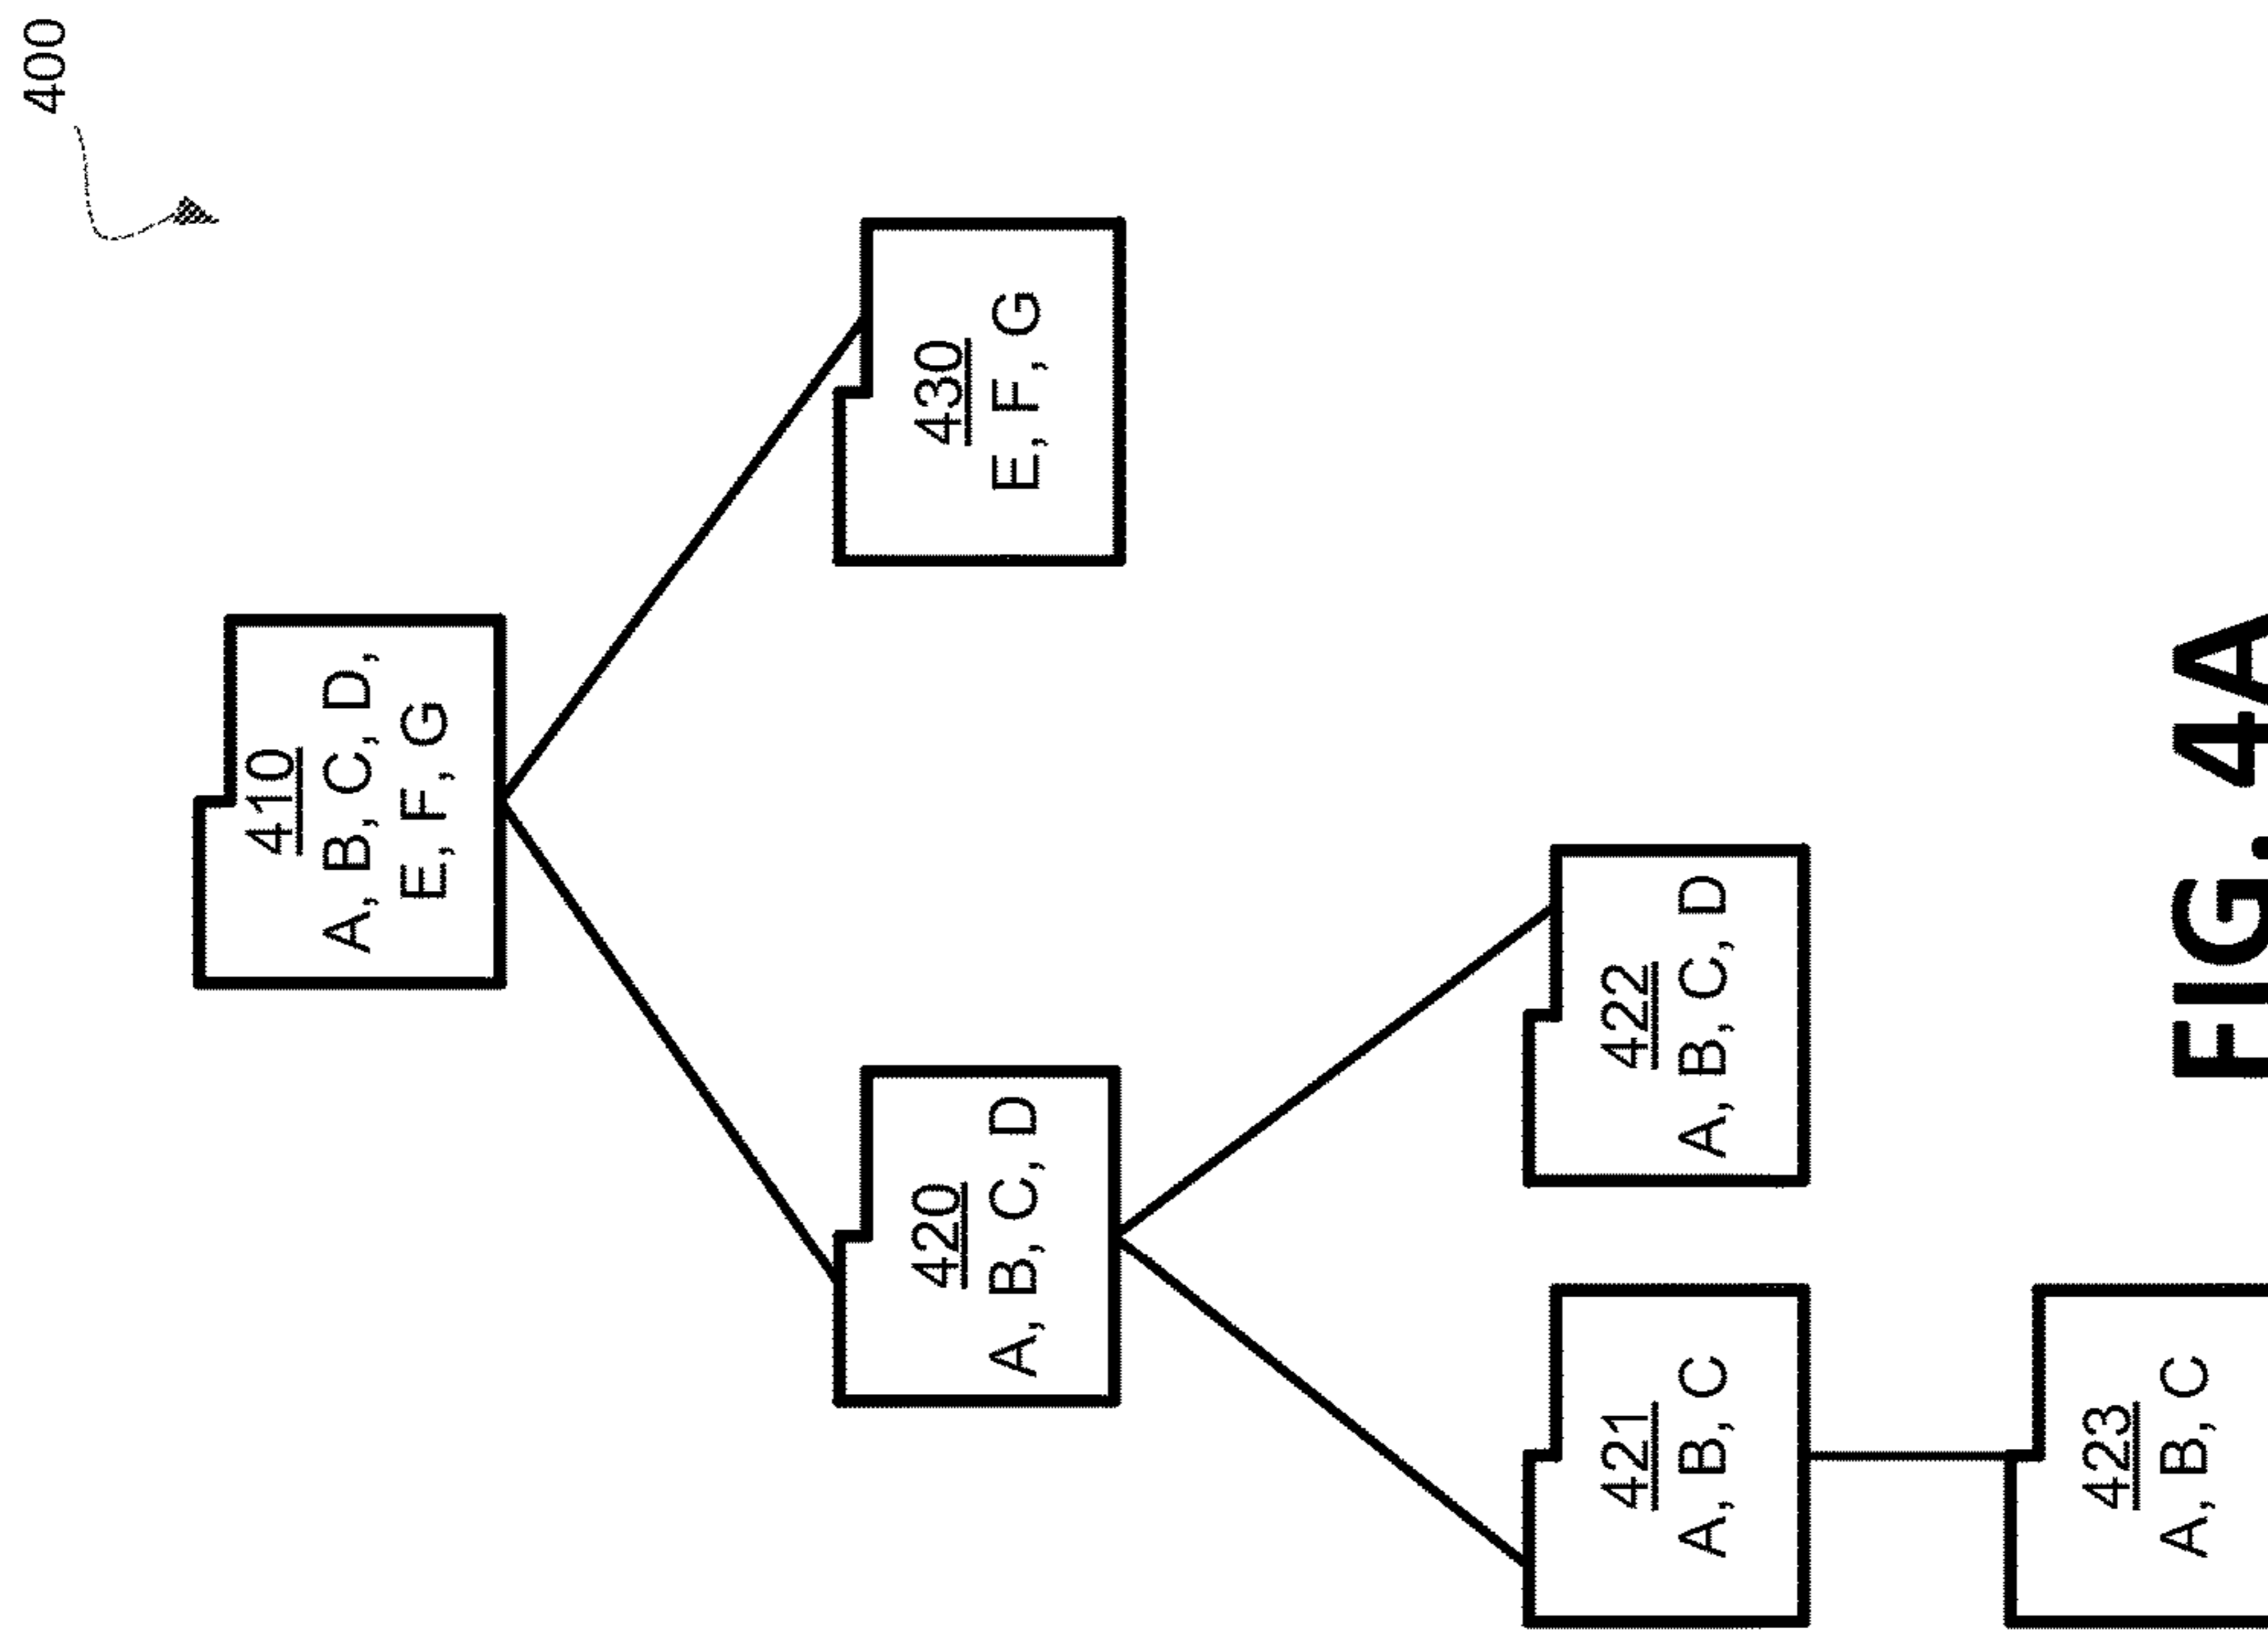 400
410
A, B, C, D,
E, F, G
420
A, B, C, D
430
E, F, G
421
A, B, C
422
A, B, C, D
423
A, B, C
FIG. 4A